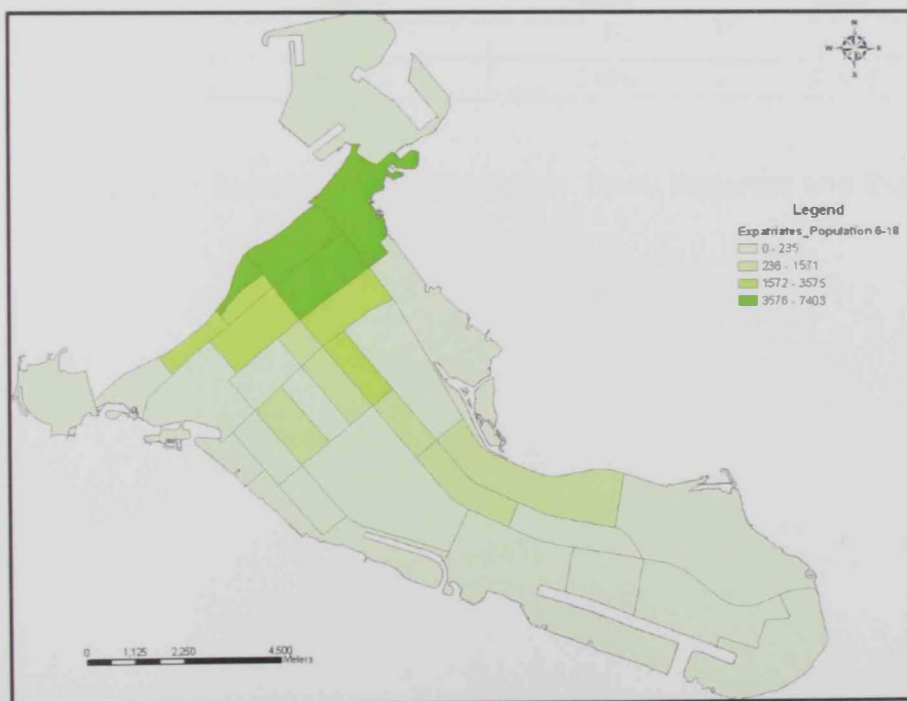 N
W E
S
Legend
Expatriates_Population 6-18
0 - 235
236 - 1571
1572 - 3575
3576 - 7403
0 1,125 2,250 4,500
Meters